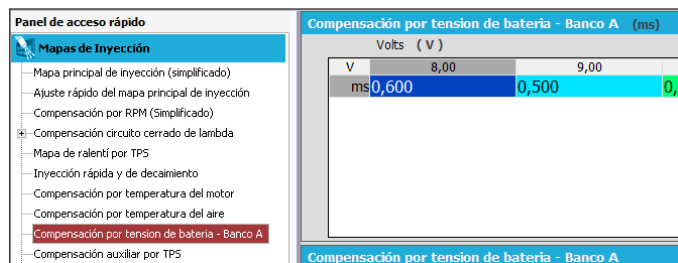 Panel de acceso rápido
Mapas de Inyección
Mapa principal de inyección (simplificado)
Ajuste rápido del mapa principal de inyección
Compensación por RPM (Simplificado)
Compensación circuito cerrado de lambda
Mapa de ralentí por TPS
Inyección rápida y de decaimiento
Compensación por temperatura del motor
Compensación por temperatura del aire
Compensación por tension de bateria - Banco A
Compensación auxiliar por TPS
Compensación por tension de bateria - Banco A (ms)
Volts (V)
V 8,00 9,00
ms 0,600 0,500 0,
Compensación por tension de bateria - Banco A